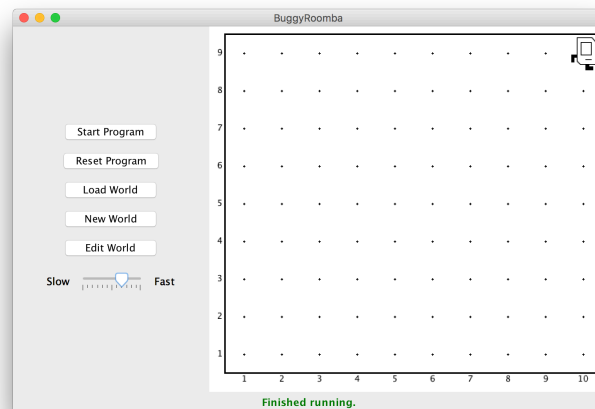 BuggyRoomba
Start Program
Reset Program
Load World
New World
Edit World
Slow Fast
9
8
7
6
5
4
3
2
1
1 2 3 4 5 6 7 8 9 10
Finished running.